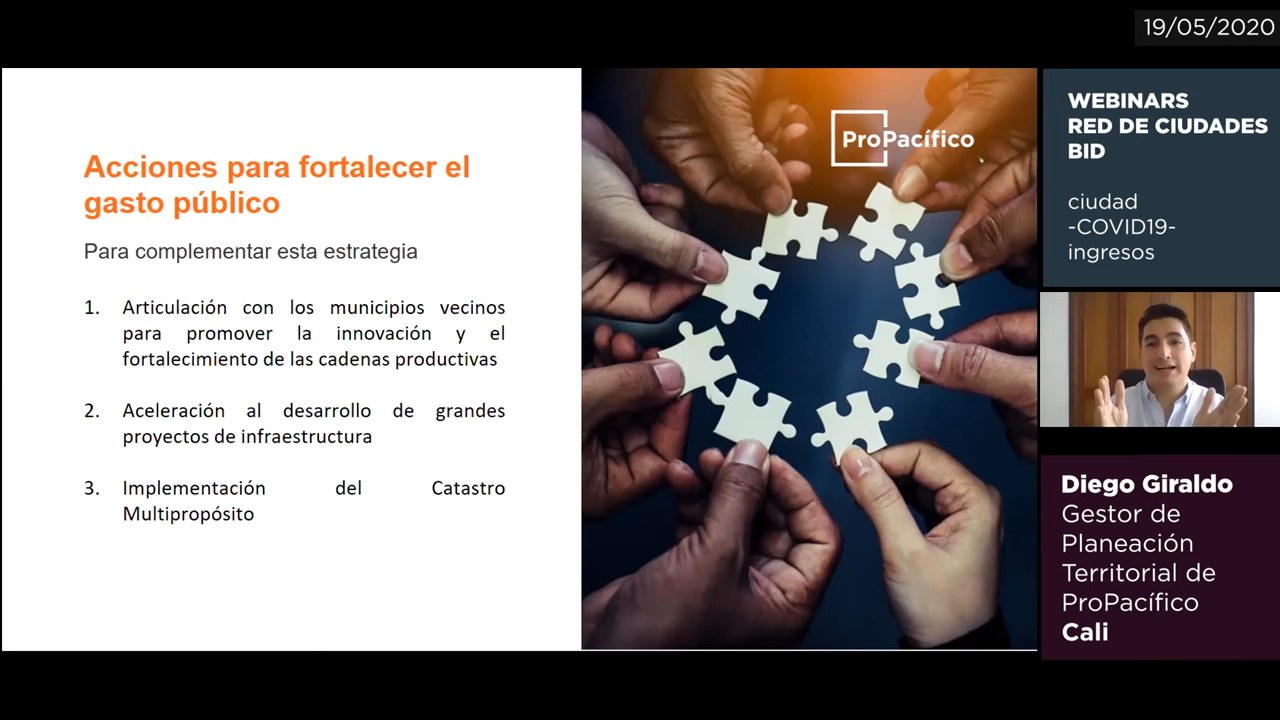 19/05/2020
Acciones para fortalecer el
gasto público
Para complementar esta estrategia
1. Articulación con los municipios vecinos
para promover la innovación y el
fortalecimiento de las cadenas productivas
2. Aceleración al desarrollo de grandes
proyectos de infraestructura
3. Implementación del Catastro
Multipropósito
ProPacífico
WEBINARS
RED DE CIUDADES
BID
ciudad
-COVID19-
ingresos
Diego Giraldo
Gestor de
Planeación
Territorial de
ProPacífico
Cali